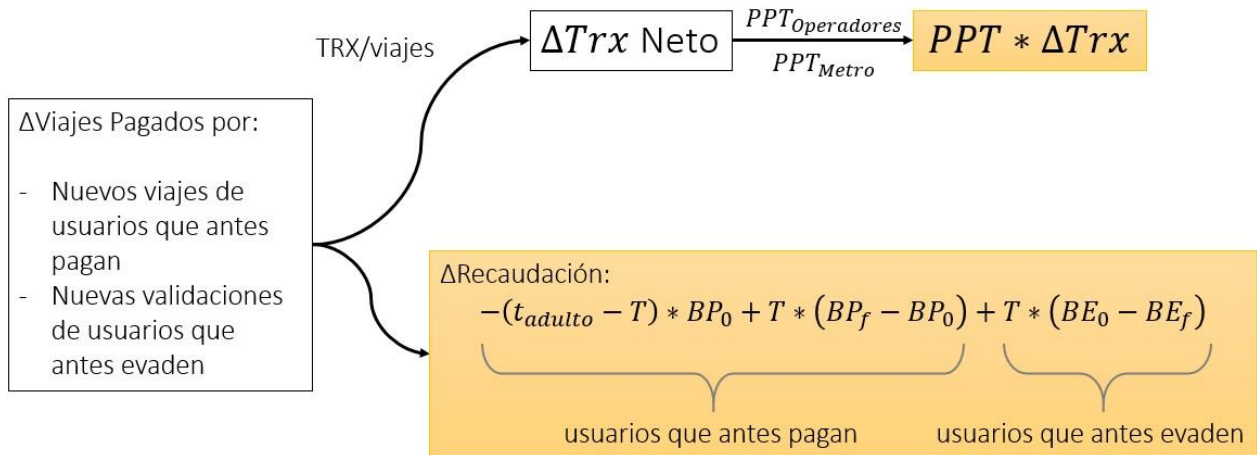 TRX/viajes
ΔTrx Neto
PPT_Operadores
PPT_Metro
PPT * ΔTrx
ΔViajes Pagados por:
- Nuevos viajes de
usuarios que antes
pagan
- Nuevas validaciones
de usuarios que
antes evaden
ΔRecaudación:
−(t_adulto − T) * BP_0 + T * (BP_f − BP_0) + T * (BE_0 − BE_f)
usuarios que antes pagan
usuarios que antes evaden